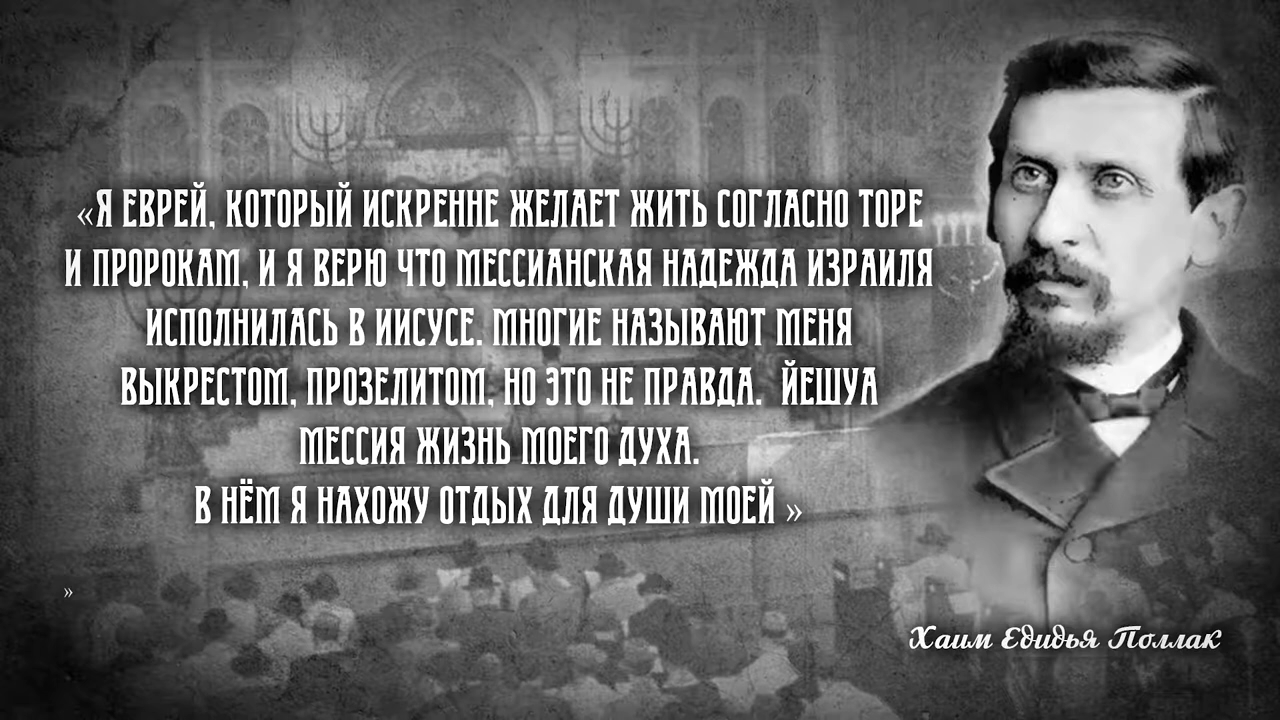 «Я ЕВРЕЙ, КОТОРЫЙ ИСКРЕННЕ ЖЕЛАЕТ ЖИТЬ СОГЛАСНО ТОРЕ
И ПРОРОКАМ, И Я ВЕРЮ ЧТО МЕССИАНСКАЯ НАДЕЖДА ИЗРАИЛЯ
ИСПОЛНИЛАСЬ В ИИСУСЕ. МНОГИЕ НАЗЫВАЮТ МЕНЯ
ВЫКРЕСТОМ, ПРОЗЕЛИТОМ, НО ЭТО НЕ ПРАВДА. ЙЕШУА
МЕССИЯ ЖИЗНЬ МОЕГО ДУХА.
В НЁМ Я НАХОЖУ ОТДЫХ ДЛЯ ДУШИ МОЕЙ »
»
Хаим Едидья Поллак